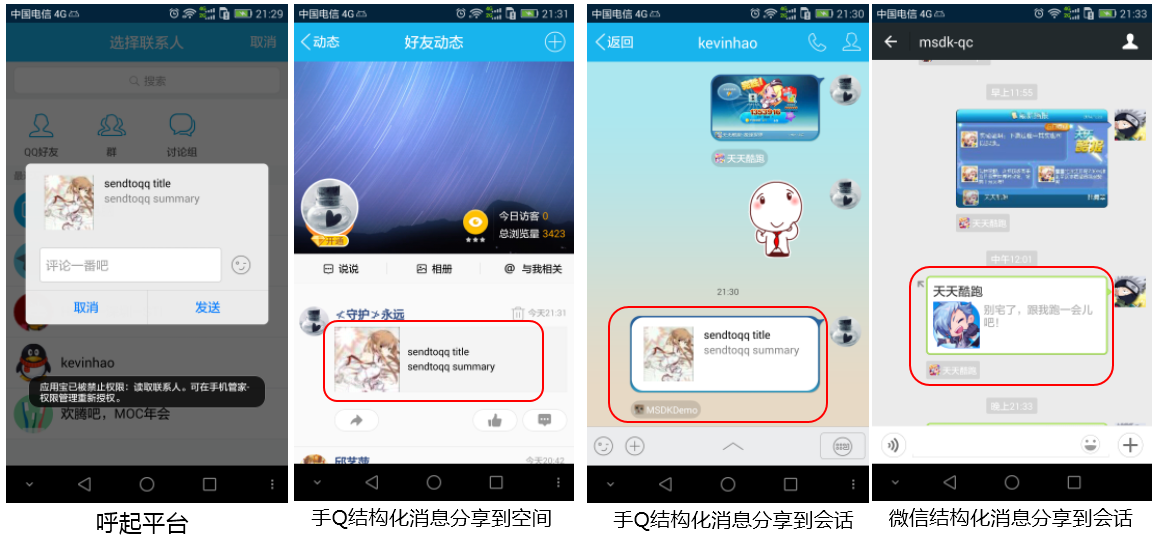 中国电信 4G 21:29
选择联系人 取消
搜索
QQ好友 群 讨论组
sendtoqq title
sendtoqq summary
评论一番吧
取消 发送
kevinhao
应用宝已被禁止权限：读取联系人。可在手机管家-
权限管理重新授权。
欢腾吧，MOC年会
呼起平台
中国电信 4G 21:31
动态 好友动态
今日访客 0
总浏览量 3423
开通
说说 相册 @ 与我相关
≮守护≯永远 今天21:31
sendtoqq title
sendtoqq summary
今天20:42
手Q结构化消息分享到空间
中国电信 4G 21:30
返回 kevinhao
天天酷跑
21:30
sendtoqq title
sendtoqq summary
MSDKDemo
手Q结构化消息分享到会话
中国电信 4G 21:33
msdk-qc
早上11:55
天天酷跑
中午12:01
天天酷跑
别宅了，跟我跑一会儿
吧！
天天酷跑
晚上21:33
微信结构化消息分享到会话